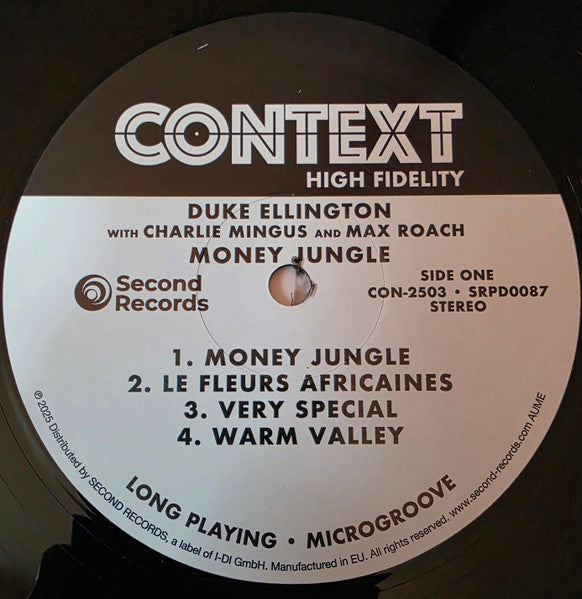 CONTEXT
HIGH FIDELITY
DUKE ELLINGTON
WITH CHARLIE MINGUS AND MAX ROACH
MONEY JUNGLE
Second
Records
SIDE ONE
CON-2503 • SRPD0087
STEREO
1. MONEY JUNGLE
2. LE FLEURS AFRICAINES
3. VERY SPECIAL
4. WARM VALLEY
LONG PLAYING • MICROGROOVE
℗ 2025 Distributed by SECOND RECORDS, a label of I-DI GmbH. Manufactured in EU. All rights reserved. www.second-records.com AUME